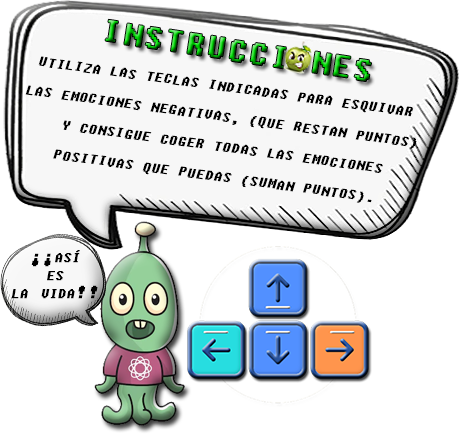 INSTRUCCIONES
UTILIZA LAS TECLAS INDICADAS PARA ESQUIVAR
LAS EMOCIONES NEGATIVAS, (QUE RESTAN PUNTOS)
Y CONSIGUE COGER TODAS LAS EMOCIONES
POSITIVAS QUE PUEDAS (SUMAN PUNTOS).
¡¡ASÍ
ES
LA VIDA!!